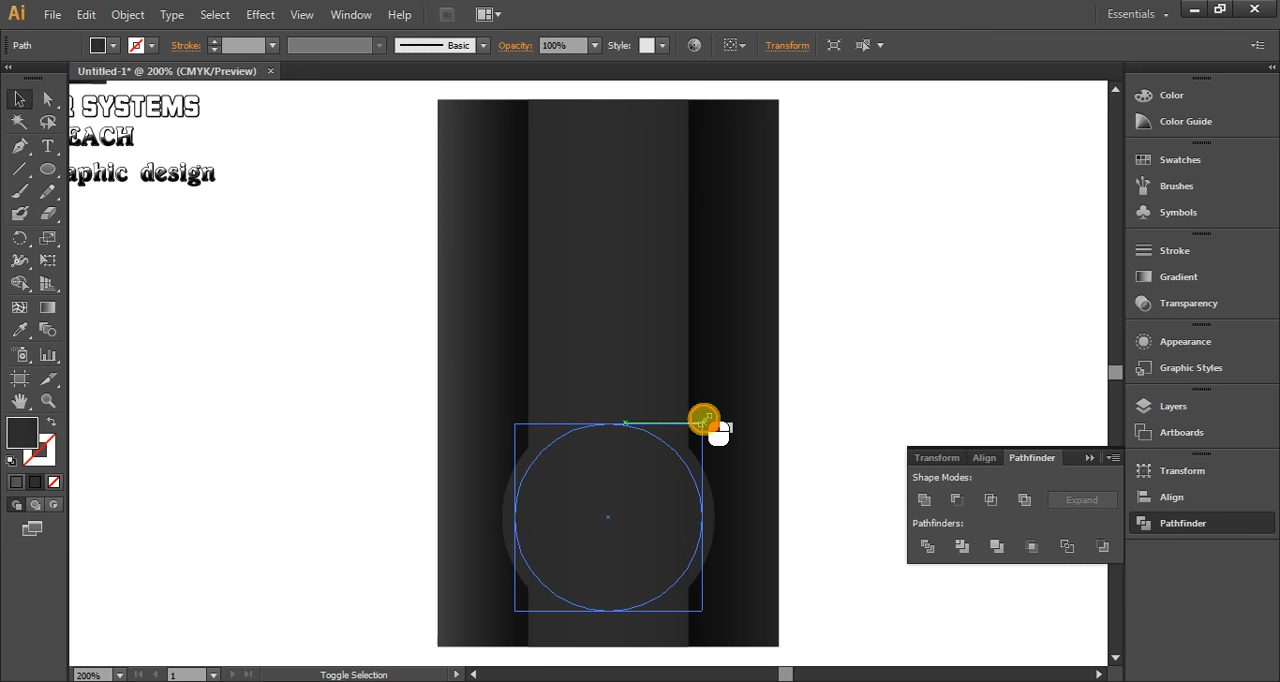 Ai File Edit Object Type Select Effect View Window Help Br Essentials
Path Stroke: Basic Opacity: 100% Style: Transform
Untitled-1* @ 200% (CMYK/Preview) ×
R SYSTEMS
EACH
aphic design
Color
Color Guide
Swatches
Brushes
Symbols
Stroke
Gradient
Transparency
Appearance
Graphic Styles
Layers
Artboards
Transform
Align
Pathfinder
Transform Align Pathfinder
Shape Modes:
Expand
Pathfinders:
200% 1 Toggle Selection